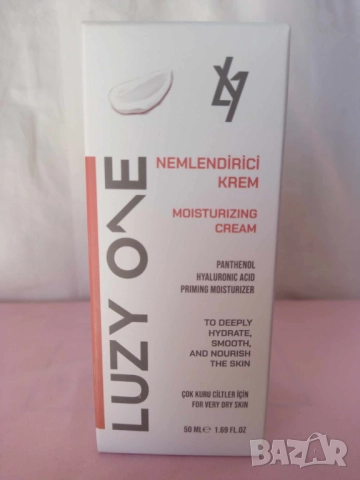 LUZY ONE
NEMLENDİRİCİ
KREM
MOISTURIZING
CREAM
PANTHENOL
HYALURONIC ACID
PRIMING MOISTURIZER
TO DEEPLY
HYDRATE,
SMOOTH,
AND NOURISH
THE SKIN
ÇOK KURU CİLTLER İÇİN
FOR VERY DRY SKIN
50 ML℮ 1.69 FL.OZ
bazar